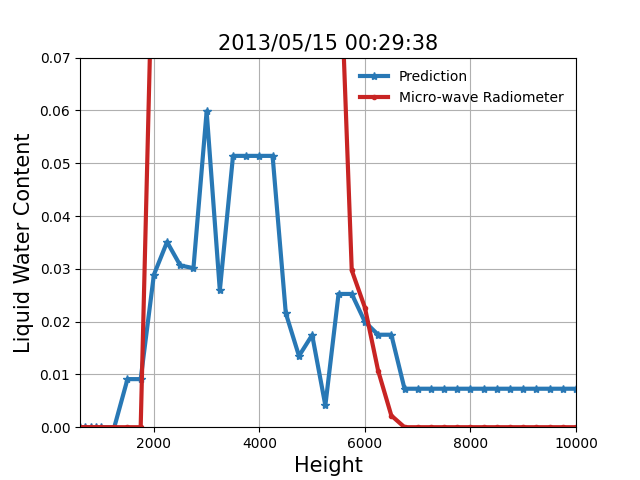 2013/05/15 00:29:38
Prediction
Micro-wave Radiometer
Liquid Water Content
0.07
0.06
0.05
0.04
0.03
0.02
0.01
0.00
2000 4000 6000 8000 10000
Height